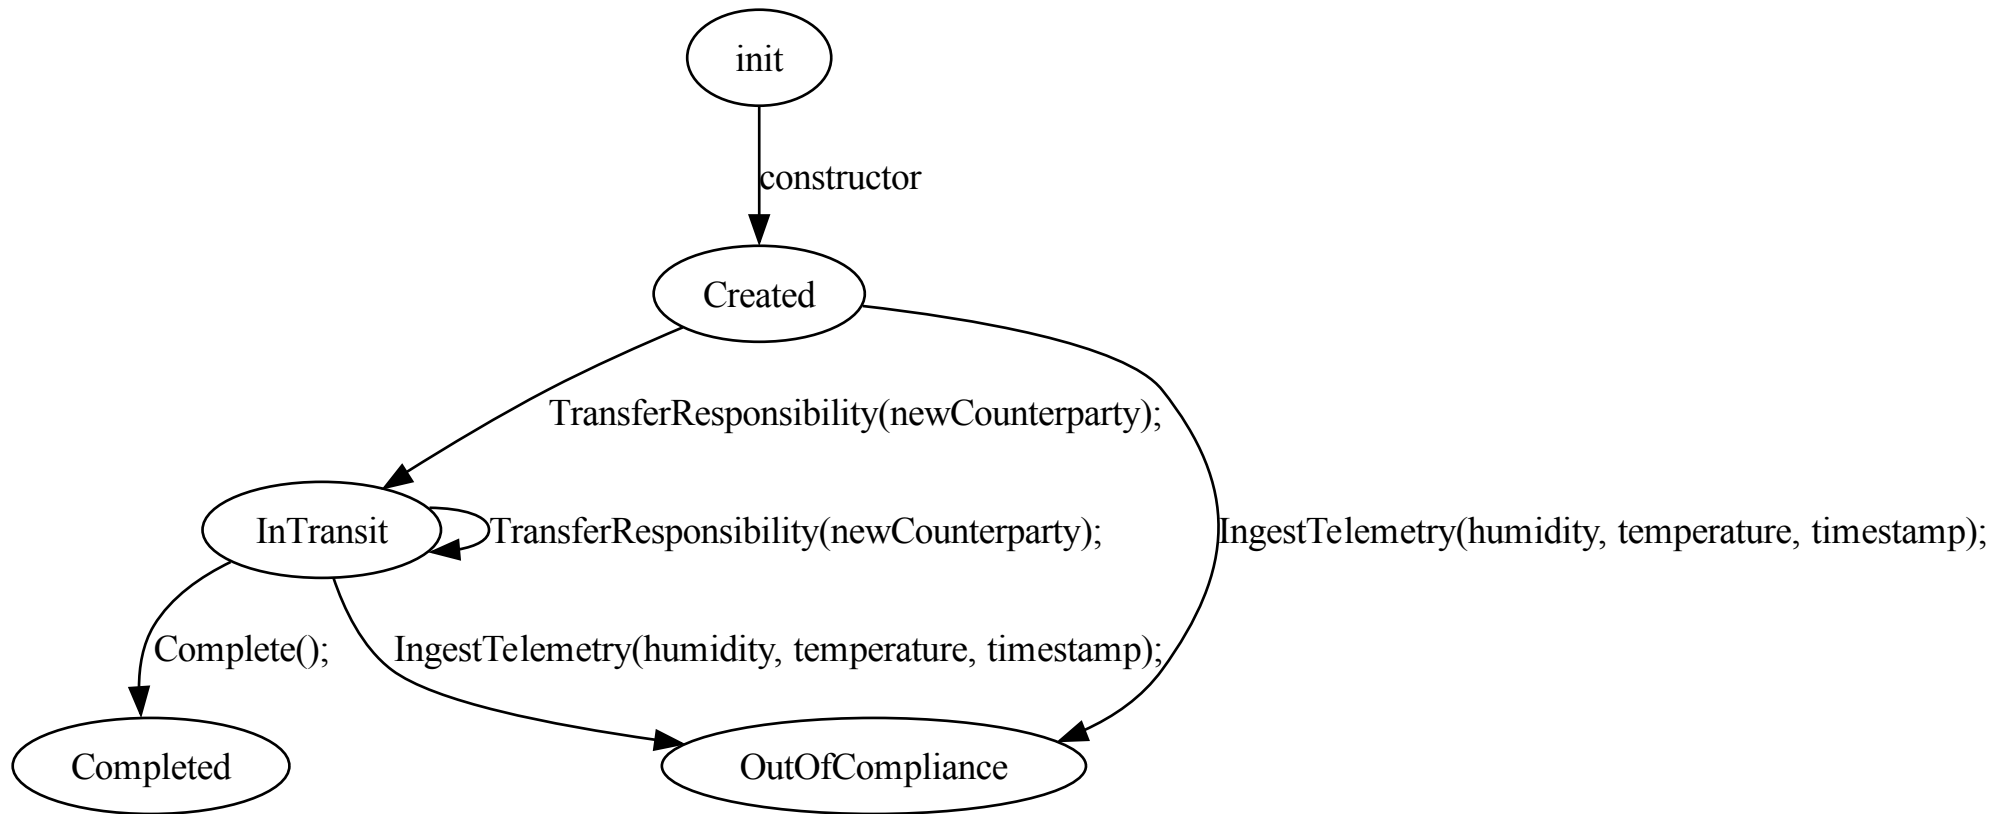 init
constructor
Created
TransferResponsibility(newCounterparty);
InTransit
TransferResponsibility(newCounterparty);
IngestTelemetry(humidity, temperature, timestamp);
Complete();
IngestTelemetry(humidity, temperature, timestamp);
Completed
OutOfCompliance